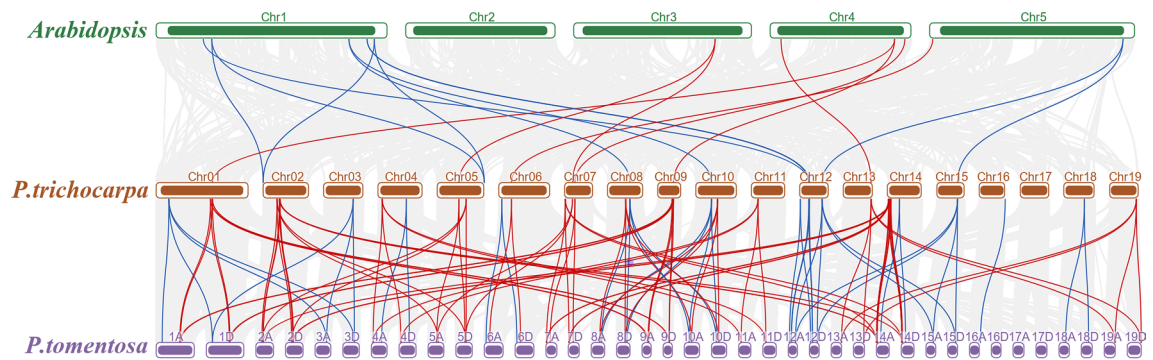 Chr1 Chr2 Chr3 Chr4 Chr5
Arabidopsis
Chr01 Chr02 Chr03 Chr04 Chr05 Chr06 Chr07 Chr08 Chr09 Chr10 Chr11 Chr12 Chr13 Chr14 Chr15 Chr16 Chr17 Chr18 Chr19
P.trichocarpa
1A 1D 2A 2D 3A 3D 4A 4D 5A 5D 6A 6D 7A 7D 8A 8D 9A 9D 10A 10D 11A 11D 12A 12D 13A 13D 14A 14D 15A 15D 16A 16D 17A 17D 18A 18D 19A 19D
P.tomentosa